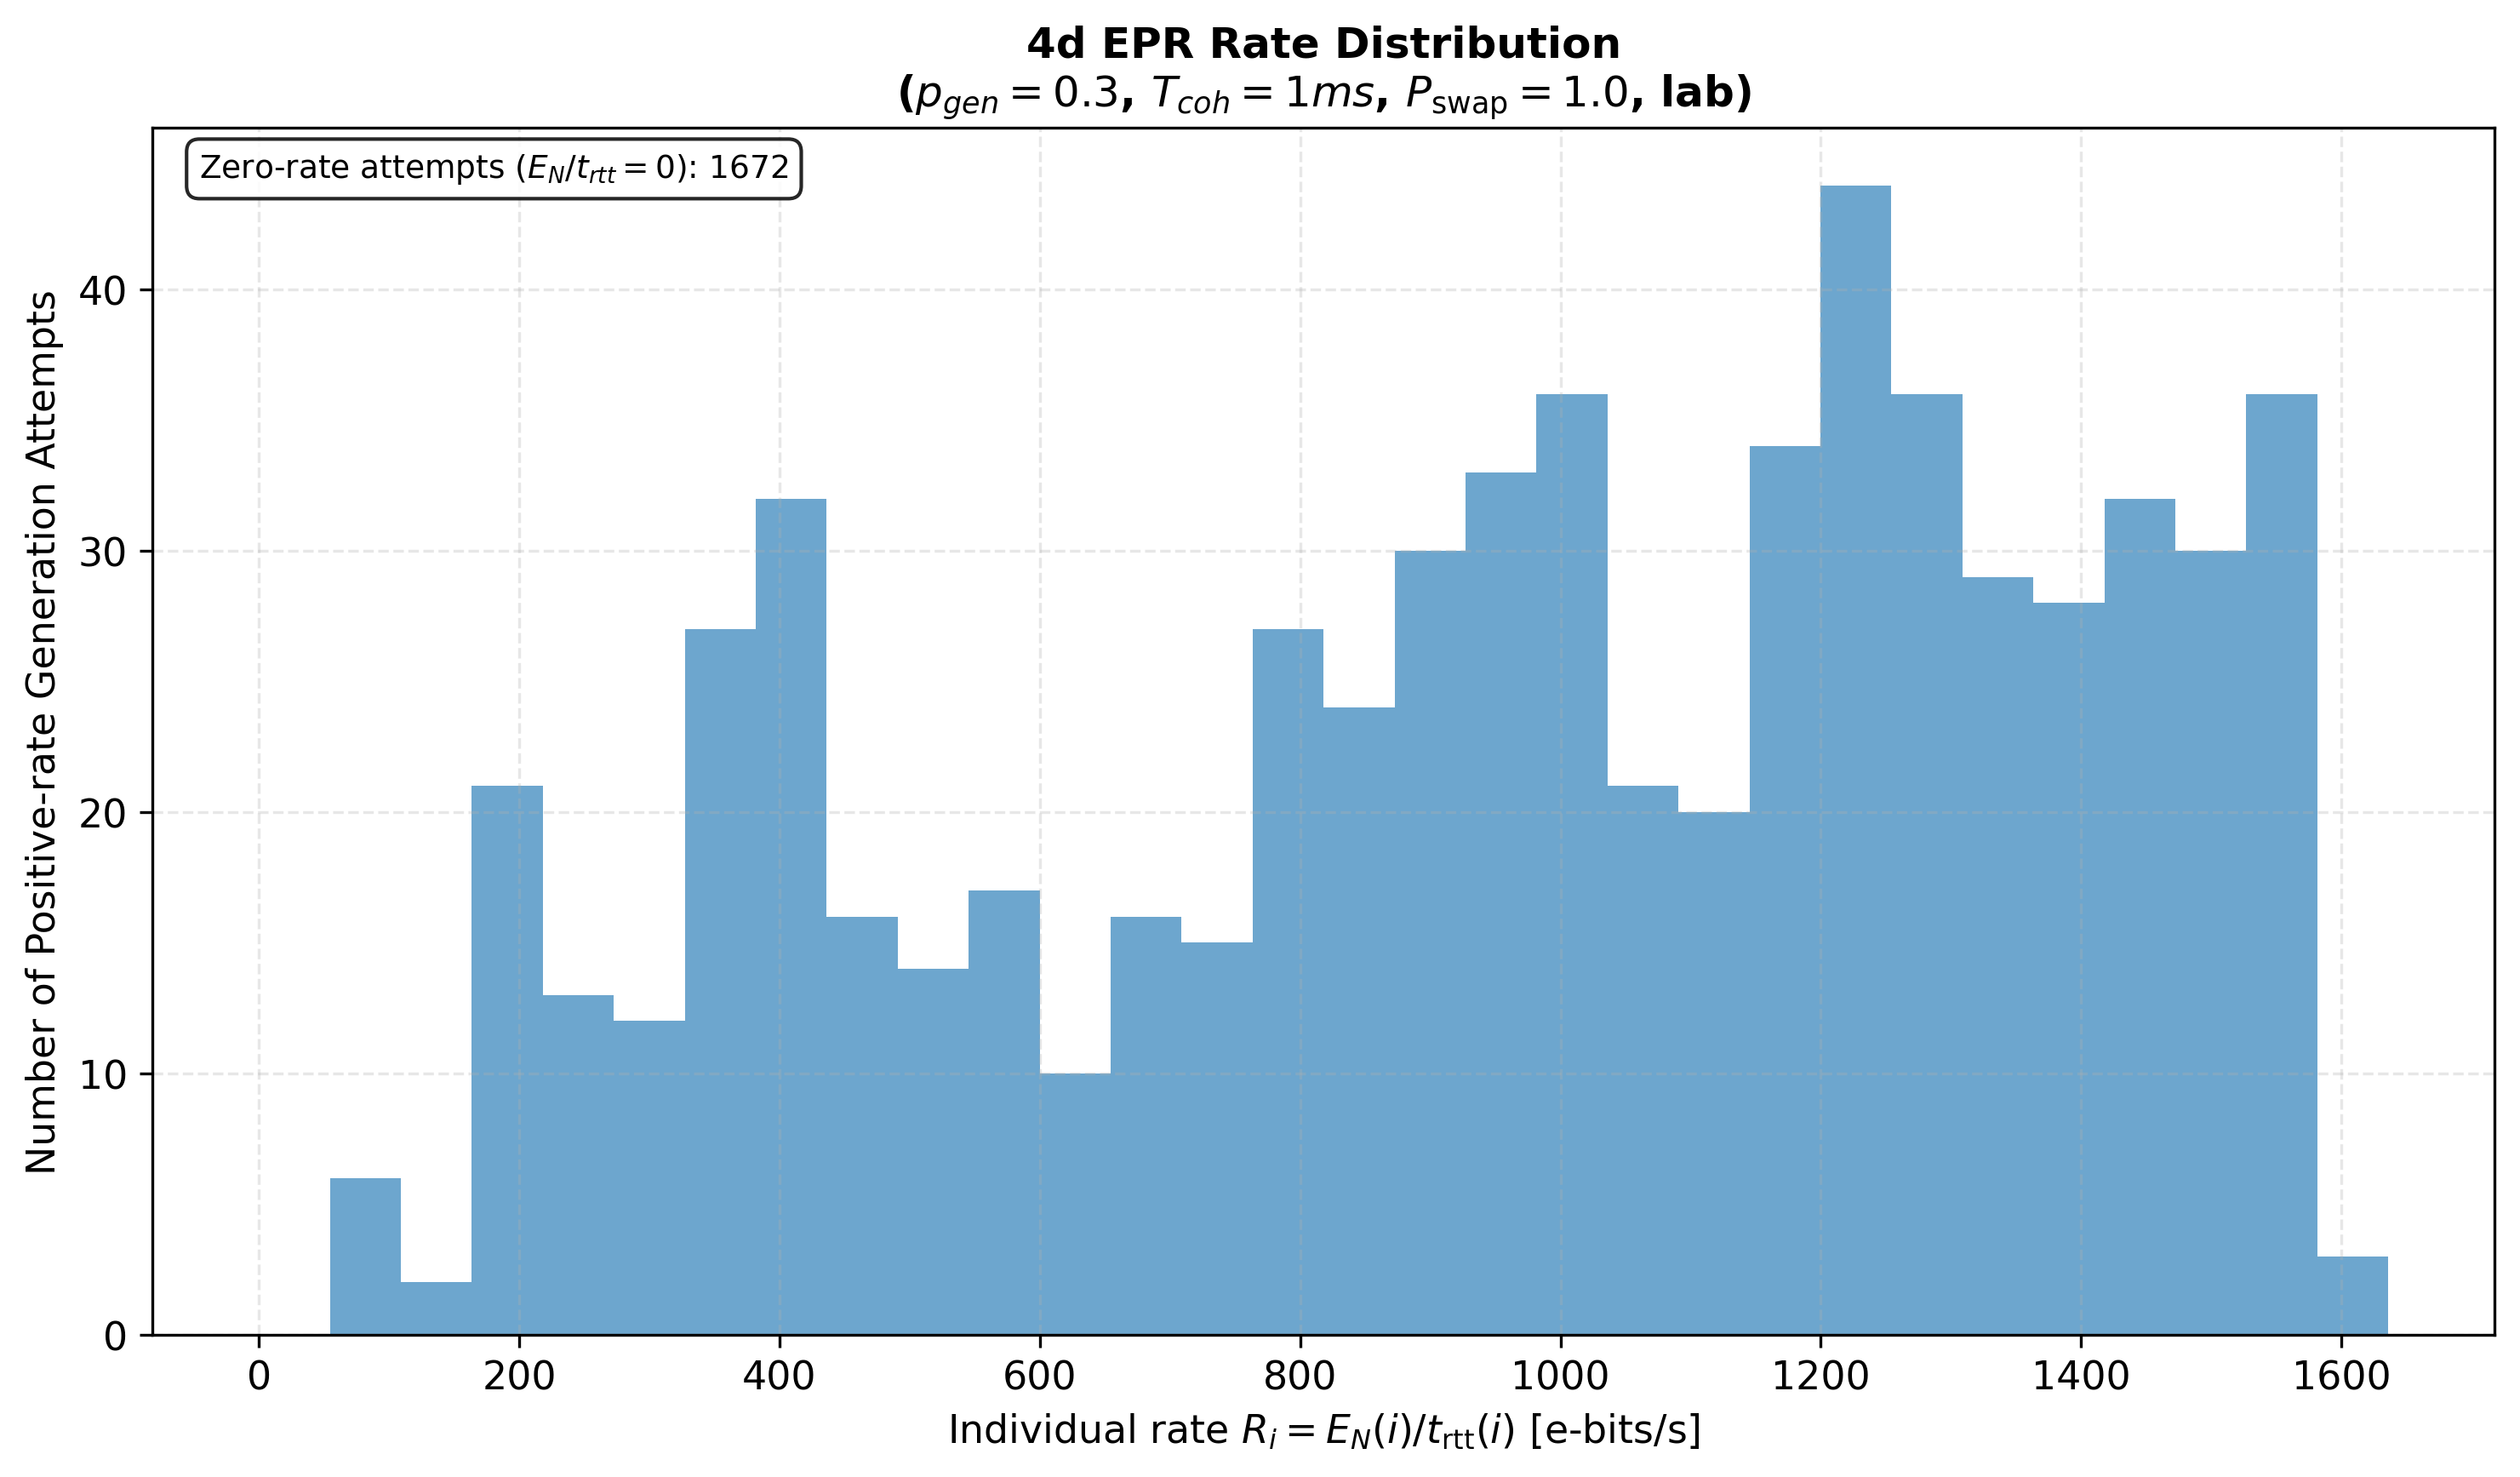 4d EPR Rate Distribution
(p_gen = 0.3, T_coh = 1ms, P_swap = 1.0, lab)
Zero-rate attempts (E_N/t_rtt = 0): 1672
Number of Positive-rate Generation Attempts
40
30
20
10
0
0 200 400 600 800 1000 1200 1400 1600
Individual rate R_i = E_N(i)/t_rtt(i) [e-bits/s]